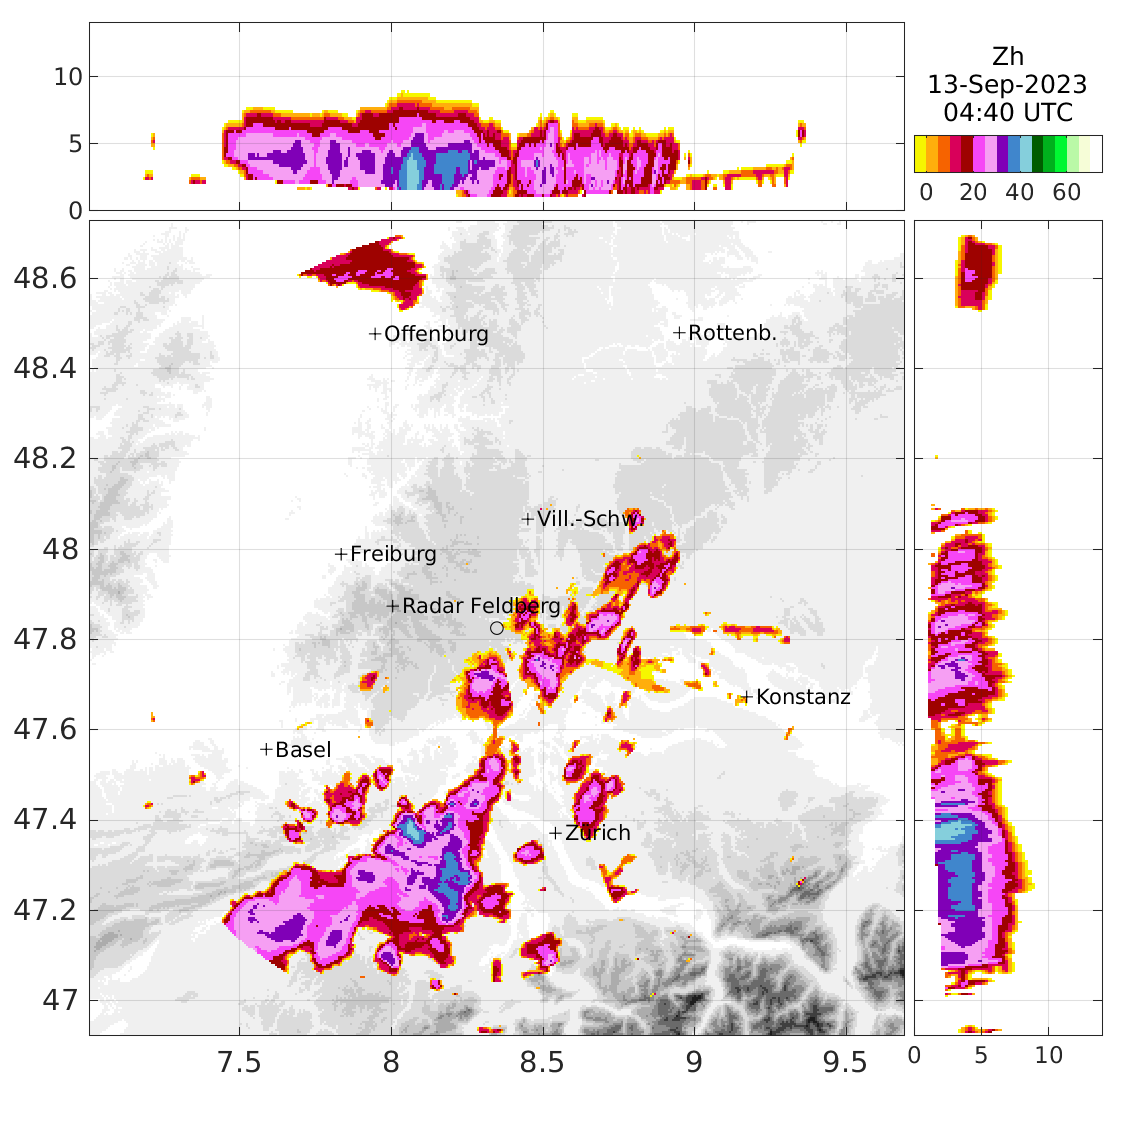 Zh
13-Sep-2023
04:40 UTC
0 20 40 60
10
5
0
48.6
48.4
48.2
48
47.8
47.6
47.4
47.2
47
+Offenburg
+Rottenb.
+Vill.-Schw.
+Freiburg
+Radar Feldberg
+Konstanz
+Basel
+Zürich
7.5 8 8.5 9 9.5
0 5 10